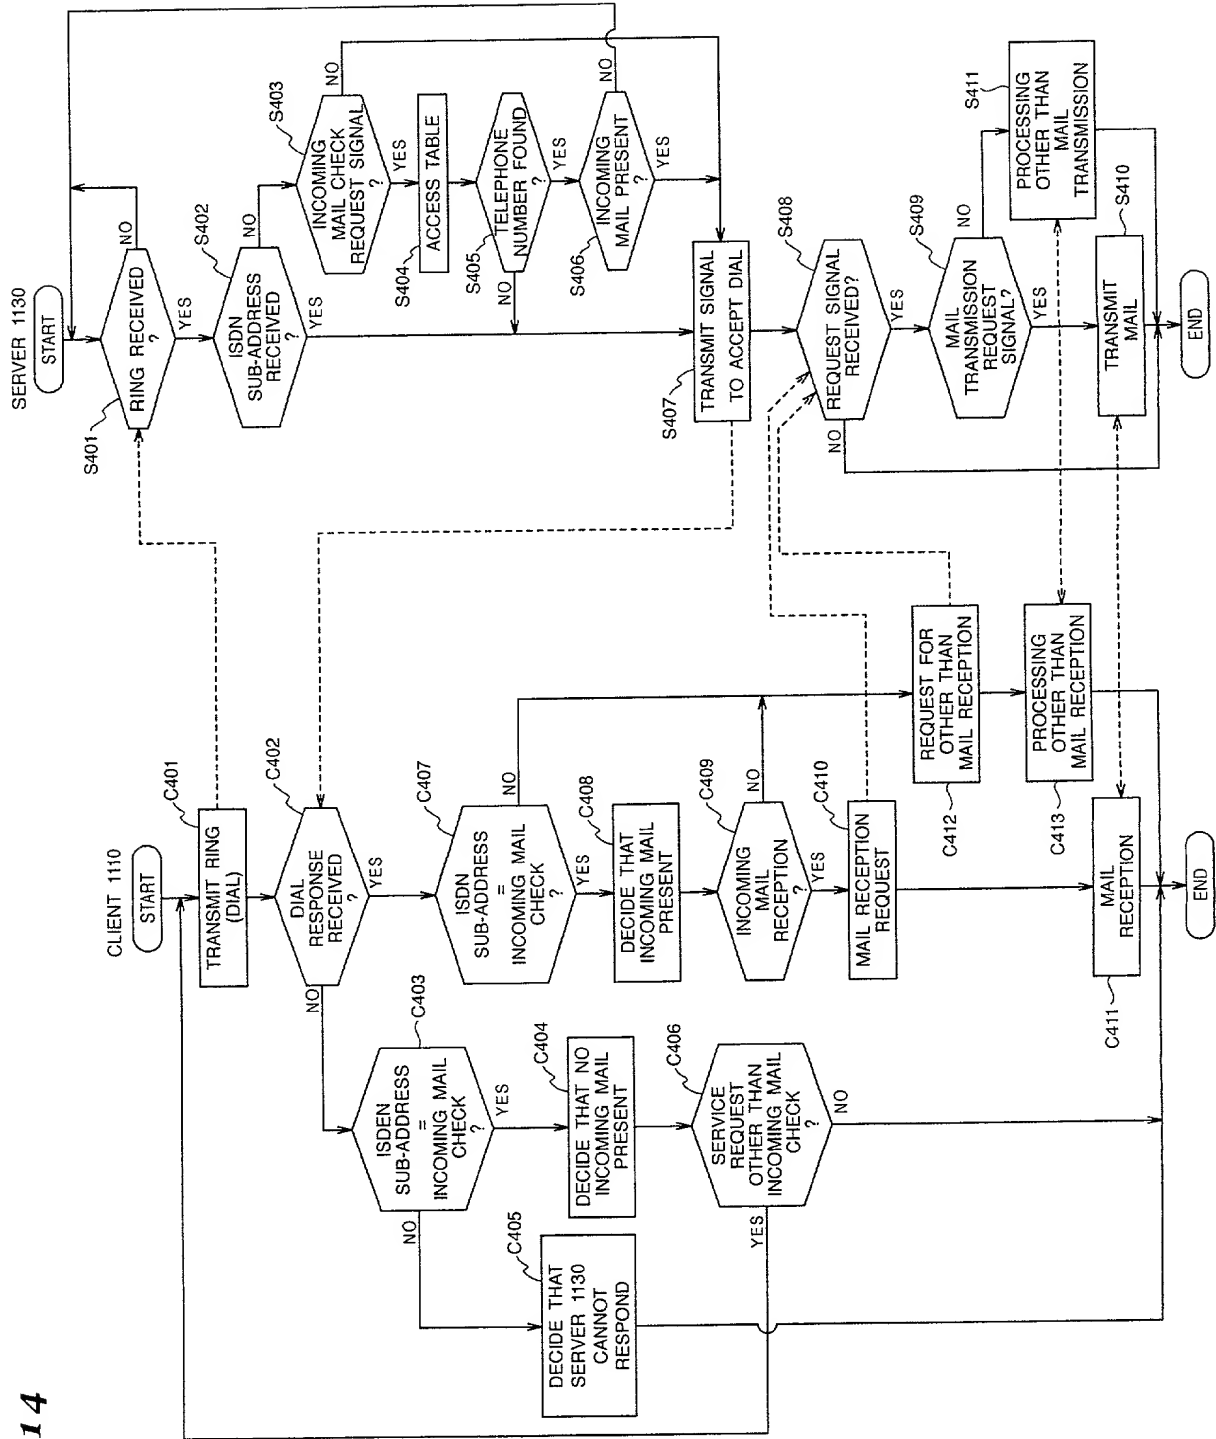 14
CLIENT 1110
START
C401
TRANSMIT RING
(DIAL)
C402
DIAL
RESPONSE
RECEIVED
?
NO
YES
C403
ISDEN
SUB-ADDRESS
=
INCOMING MAIL
CHECK
?
NO
YES
C404
DECIDE THAT NO
INCOMING MAIL
PRESENT
C405
DECIDE THAT
SERVER 1130
CANNOT
RESPOND
C406
SERVICE
REQUEST
OTHER THAN
INCOMING MAIL
CHECK
?
YES
NO
C407
ISDN
SUB-ADDRESS
=
INCOMING MAIL
CHECK
?
NO
YES
C408
DECIDE THAT
INCOMING MAIL
PRESENT
C409
INCOMING
MAIL
RECEPTION
?
NO
YES
C410
MAIL RECEPTION
REQUEST
C412
REQUEST FOR
OTHER THAN
MAIL RECEPTION
C413
PROCESSING
OTHER THAN
MAIL RECEPTION
C411
MAIL
RECEPTION
END
SERVER 1130
START
S401
RING RECEIVED
?
NO
YES
S402
ISDN
SUB-ADDRESS
RECEIVED
?
NO
YES
S403
INCOMING
MAIL CHECK
REQUEST SIGNAL
?
NO
YES
S404
ACCESS TABLE
S405
TELEPHONE
NUMBER FOUND
?
NO
YES
S406
INCOMING
MAIL PRESENT
?
NO
YES
S407
TRANSMIT SIGNAL
TO ACCEPT DIAL
S408
REQUEST SIGNAL
RECEIVED?
NO
YES
S409
MAIL
TRANSMISSION
REQUEST
SIGNAL?
NO
YES
S411
PROCESSING
OTHER THAN
MAIL
TRANSMISSION
S410
TRANSMIT
MAIL
END